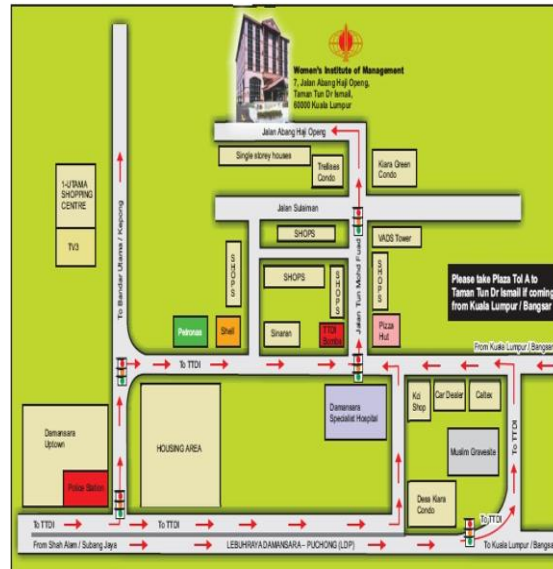 Women's Institute of Management
7, Jalan Abang Haji Openg,
Taman Tun Dr Ismail,
60000 Kuala Lumpur
Jalan Abang Haji Openg
Single storey houses
Trellises
Condo
Kiara Green
Condo
1-UTAMA
SHOPPING
CENTRE
TV3
To Bandar Utama / Kepong
Jalan Sulaiman
SHOPS
VADS Tower
SHOPS
SHOPS
SHOPS
SHOPS
Jalan Tun Mohd Fuad
Please take Plaza Tol A to
Taman Tun Dr Ismail if coming
from Kuala Lumpur / Bangsar
Petronas
Shell
Sinaran
TTDI
Bomba
Pizza
Hut
From Kuala Lumpur / Bangsar
To TTDI
Damansara
Specialist Hospital
Koi
Shop
Car Dealer
Caltex
To TTDI
Damansara
Uptown
HOUSING AREA
Muslim Gravesite
Police Station
Desa Kiara
Condo
To TTDI
To TTDI
To TTDI
From Shah Alam / Subang Jaya
LEBUHRAYA DAMANSARA – PUCHONG (LDP)
To Kuala Lumpur / Bangsar